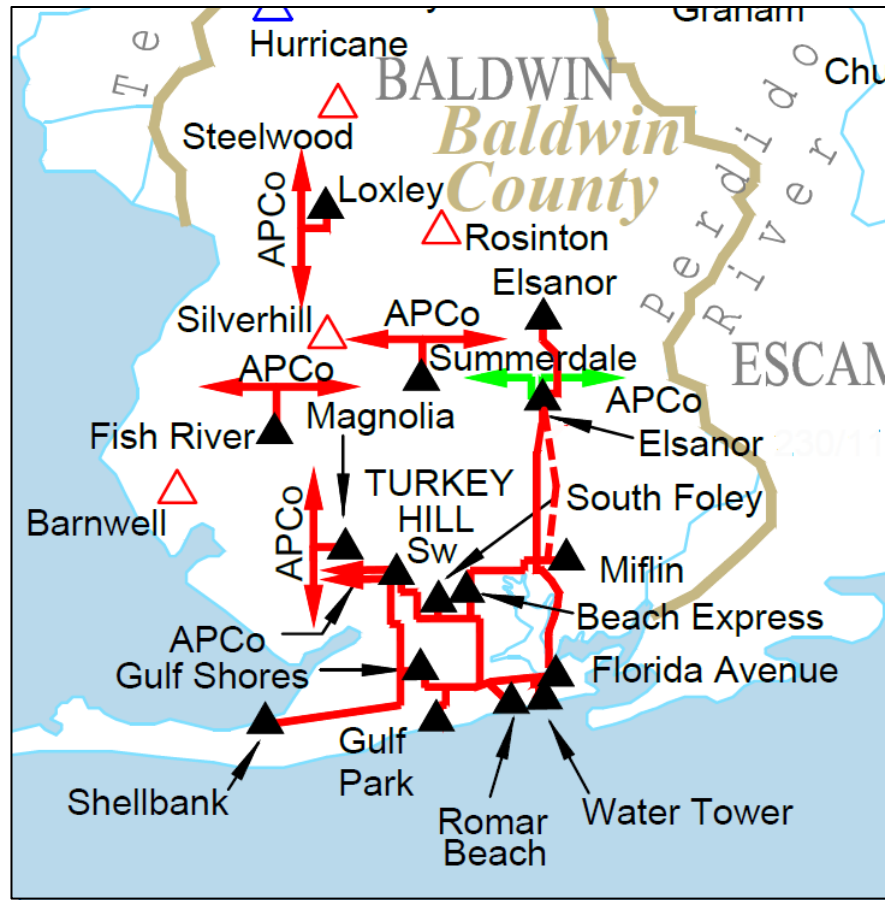 Graham
Hurricane
Te
BALDWIN
Baldwin
County
Steelwood
APCo
Loxley
Rosinton
Perdido
River
Elsanor
Silverhill
APCo
Summerdale
ESCAM
APCo
APCo
Magnolia
Elsanor
Fish River
230/11
TURKEY
HILL
Sw
South Foley
Barnwell
APCo
Miflin
Beach Express
APCo
Gulf Shores
Florida Avenue
Gulf
Park
Shellbank
Water Tower
Romar
Beach